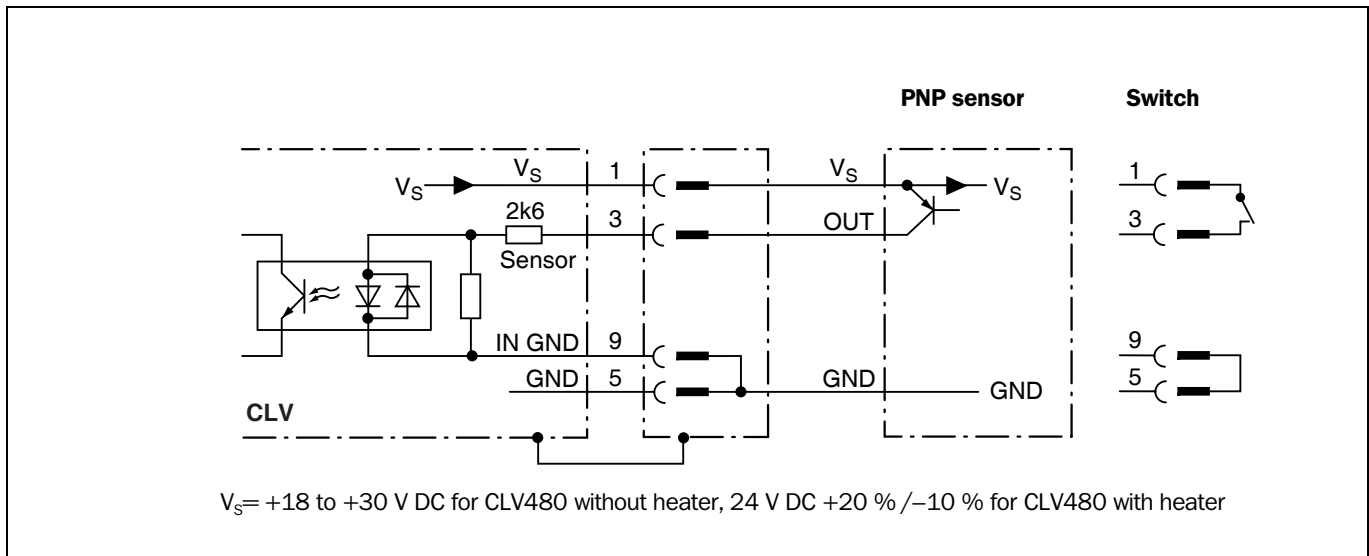 PNP sensor
Switch
V_S
V_S
1
V_S
V_S
1
2k6
3
OUT
3
Sensor
IN GND
9
9
GND
5
GND
GND
5
CLV
V_S= +18 to +30 V DC for CLV480 without heater, 24 V DC +20 % /–10 % for CLV480 with heater